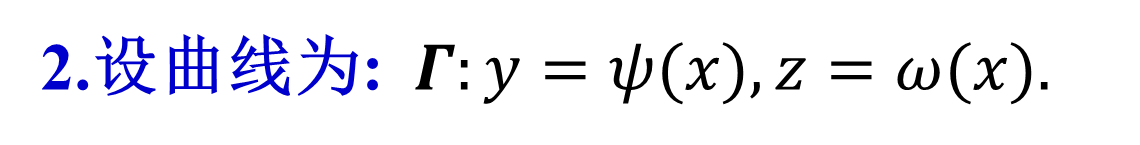 2.设曲线为: Γ: y = ψ(x), z = ω(x).